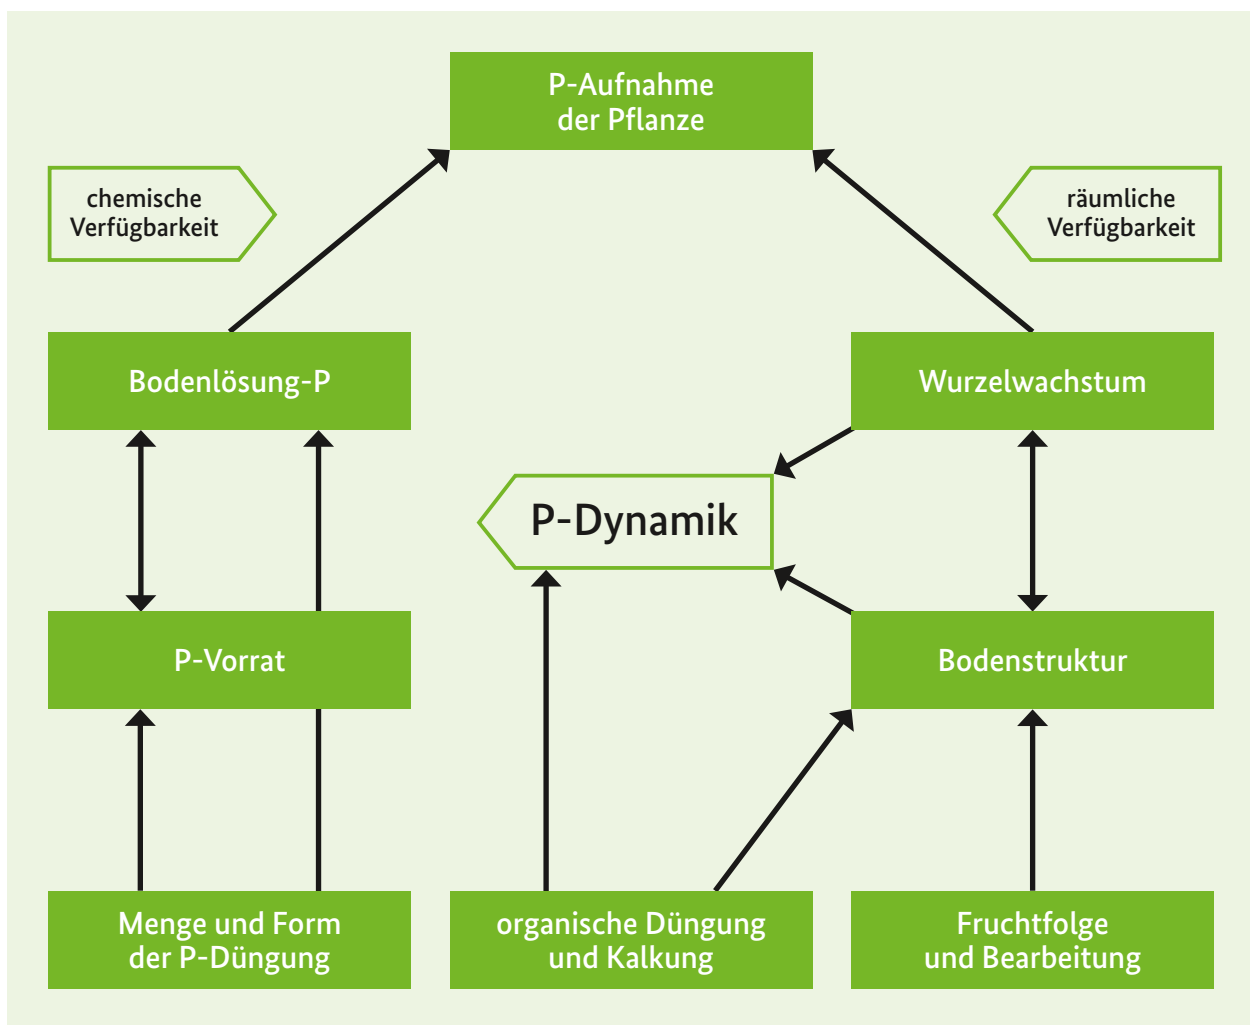 P-Aufnahme
der Pflanze
chemische
Verfügbarkeit
räumliche
Verfügbarkeit
Bodenlösung-P
Wurzelwachstum
P-Dynamik
P-Vorrat
Bodenstruktur
Menge und Form
der P-Düngung
organische Düngung
und Kalkung
Fruchtfolge
und Bearbeitung